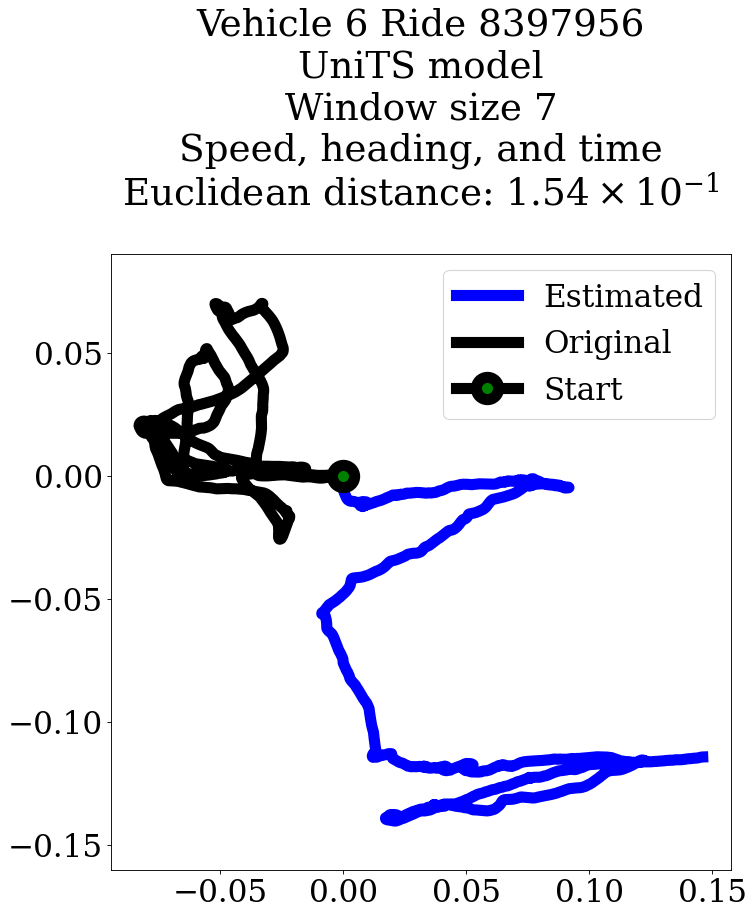 Vehicle 6 Ride 8397956
UniTS model
Window size 7
Speed, heading, and time
Euclidean distance: 1.54 × 10⁻¹
Estimated
Original
Start
0.05
0.00
−0.05
−0.10
−0.15
−0.05 0.00 0.05 0.10 0.15